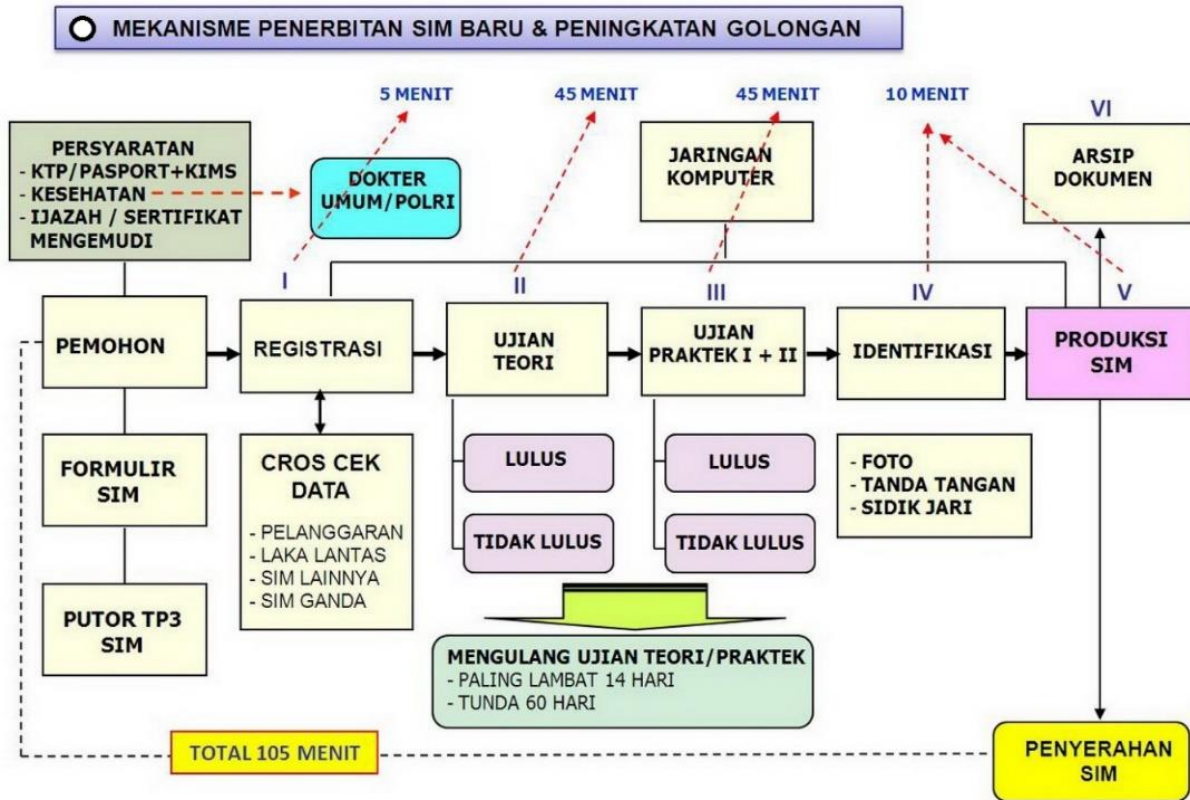 MEKANISME PENERBITAN SIM BARU & PENINGKATAN GOLONGAN
5 MENIT
45 MENIT
45 MENIT
10 MENIT
VI
PERSYARATAN
- KTP/PASPORT+KIMS
- KESEHATAN
- IJAZAH / SERTIFIKAT
MENGEMUDI
DOKTER
UMUM/POLRI
JARINGAN
KOMPUTER
ARSIP
DOKUMEN
I
II
III
IV
V
PEMOHON
REGISTRASI
UJIAN
TEORI
UJIAN
PRAKTEK I + II
IDENTIFIKASI
PRODUKSI
SIM
FORMULIR
SIM
CROS CEK
DATA
- PELANGGARAN
- LAKA LANTAS
- SIM LAINNYA
- SIM GANDA
LULUS
TIDAK LULUS
LULUS
TIDAK LULUS
- FOTO
- TANDA TANGAN
- SIDIK JARI
PUTOR TP3
SIM
MENGULANG UJIAN TEORI/PRAKTEK
- PALING LAMBAT 14 HARI
- TUNDA 60 HARI
TOTAL 105 MENIT
PENYERAHAN
SIM